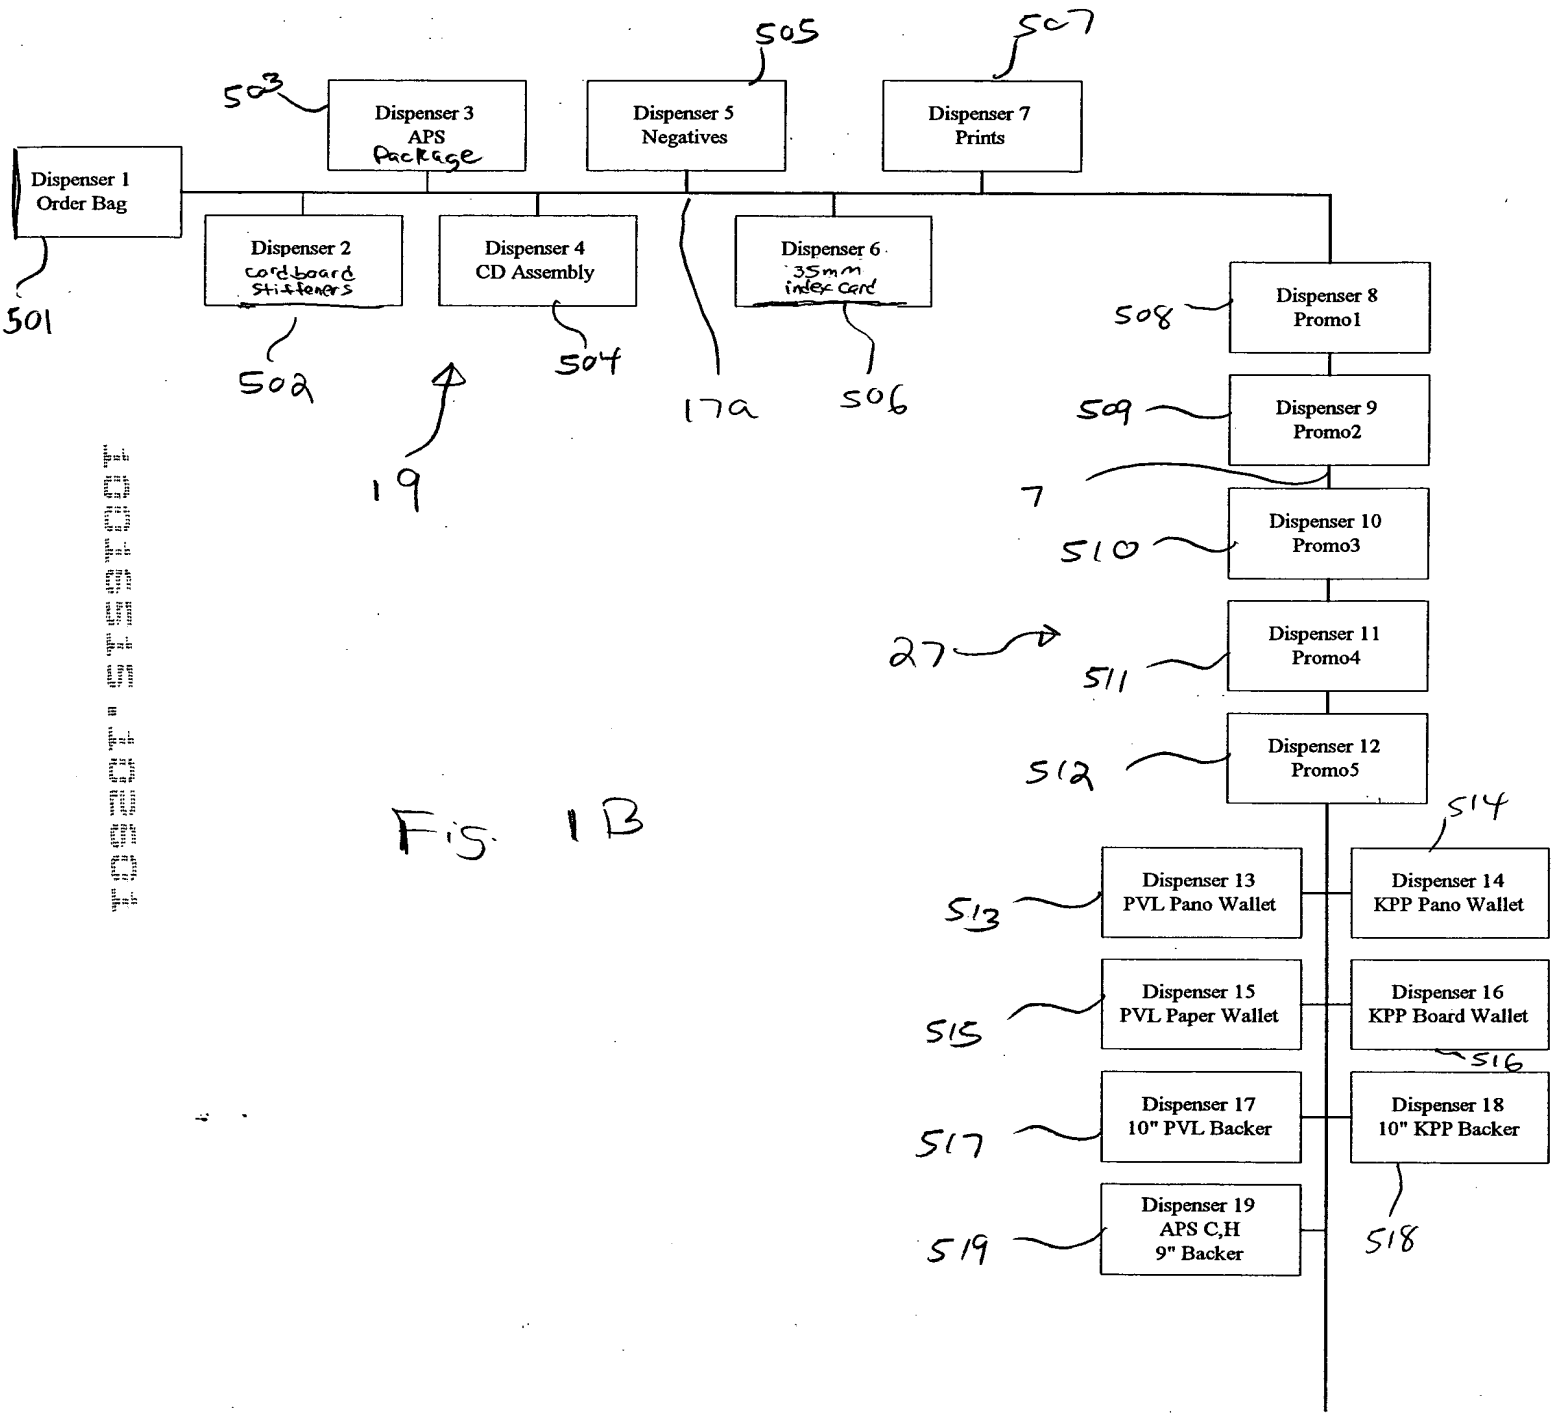 505
507
503
Dispenser 3
APS
Package
Dispenser 5
Negatives
Dispenser 7
Prints
Dispenser 1
Order Bag
Dispenser 2
cardboard
stiffeners
Dispenser 4
CD Assembly
Dispenser 6
35mm
index card
501
502
504
506
17a
19
Dispenser 8
Promo1
508
Dispenser 9
Promo2
509
7
Dispenser 10
Promo3
510
Dispenser 11
Promo4
27
511
Dispenser 12
Promo5
512
10015515.102601
Fig. 1B
514
Dispenser 13
PVL Pano Wallet
Dispenser 14
KPP Pano Wallet
513
Dispenser 15
PVL Paper Wallet
Dispenser 16
KPP Board Wallet
515
516
Dispenser 17
10" PVL Backer
Dispenser 18
10" KPP Backer
517
Dispenser 19
APS C,H
9" Backer
518
519